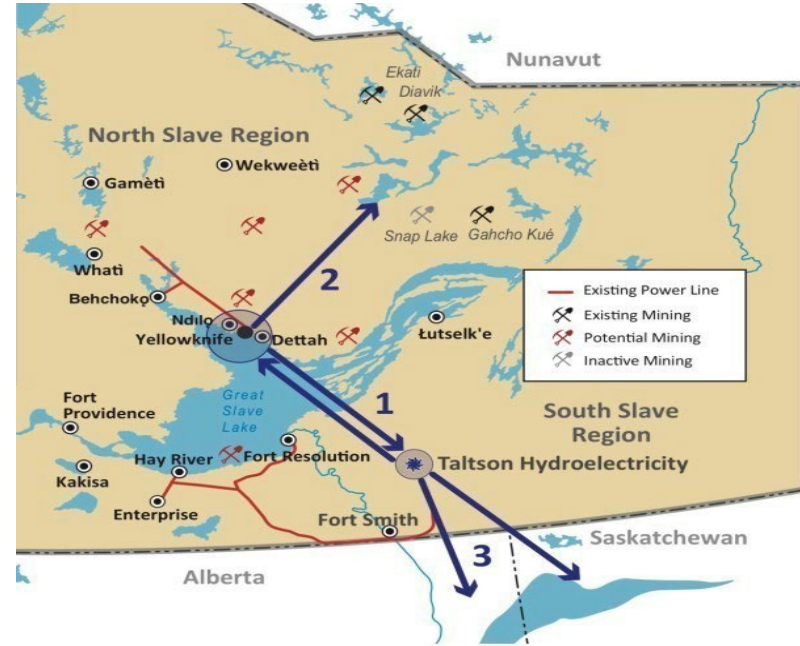 Nunavut
Ekati
Diavik
North Slave Region
Wekweètì
Gamètì
Snap Lake
Gahcho Kué
Whatì
2
Behchokǫ
Existing Power Line
Existing Mining
Potential Mining
Inactive Mining
Ndilo
Yellowknife
Dettah
Łutselk'e
Fort
Providence
Great
Slave
Lake
1
South Slave
Region
Hay River
Fort Resolution
Taltson Hydroelectricity
Kakisa
Enterprise
Fort Smith
Saskatchewan
3
Alberta